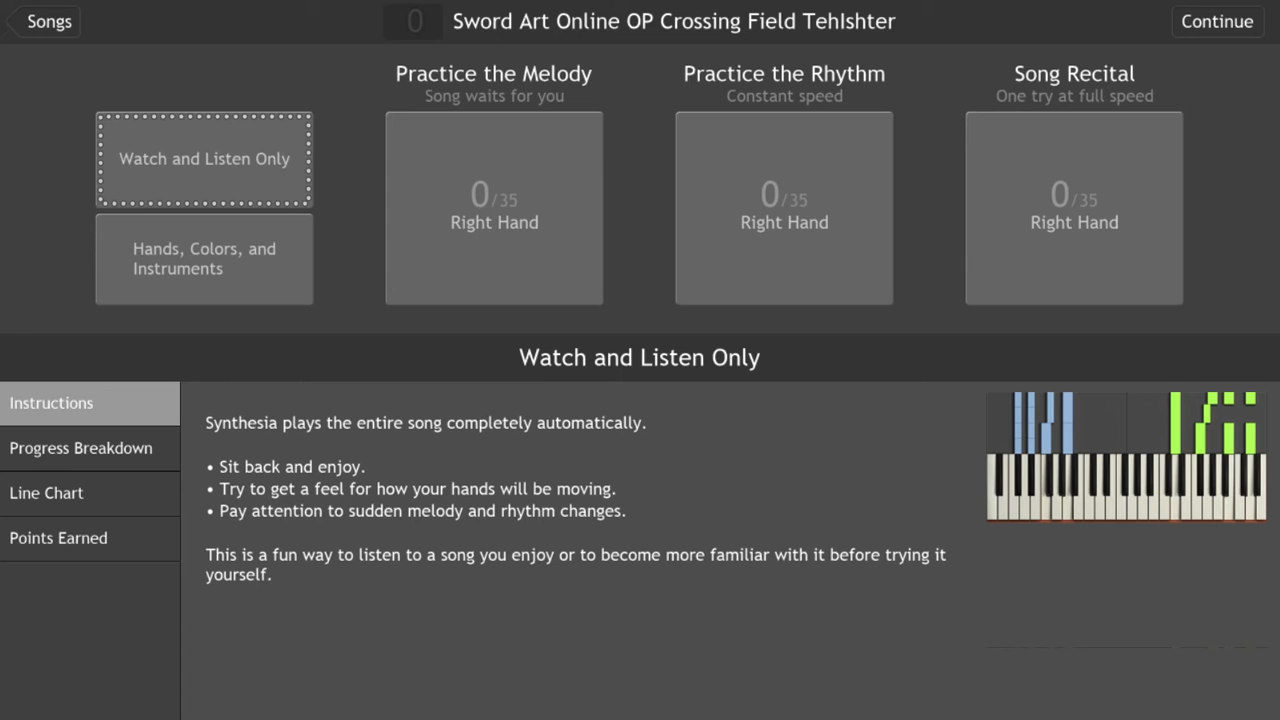 Songs
0
Sword Art Online OP Crossing Field TehIshter
Continue
Practice the Melody
Song waits for you
Practice the Rhythm
Constant speed
Song Recital
One try at full speed
Watch and Listen Only
Hands, Colors, and
Instruments
0/35
Right Hand
0/35
Right Hand
0/35
Right Hand
Watch and Listen Only
Instructions
Progress Breakdown
Line Chart
Points Earned
Synthesia plays the entire song completely automatically.
• Sit back and enjoy.
• Try to get a feel for how your hands will be moving.
• Pay attention to sudden melody and rhythm changes.
This is a fun way to listen to a song you enjoy or to become more familiar with it before trying it
yourself.